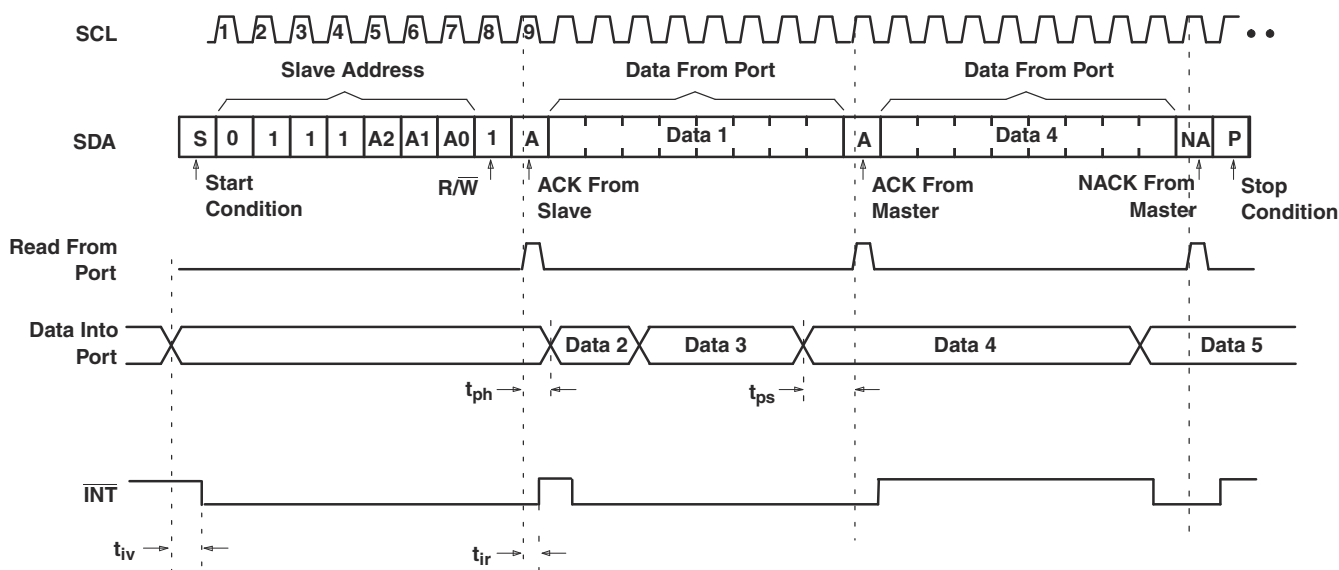 SCL 1 2 3 4 5 6 7 8 9
Slave Address Data From Port Data From Port
SDA S 0 1 1 1 A2 A1 A0 1 A Data 1 A Data 4 NA P
Start Condition
R/W̅
ACK From Slave
ACK From Master
NACK From Master
Stop Condition
Read From Port
Data Into Port
Data 2 Data 3 Data 4 Data 5
tph
tps
I̅N̅T̅
tiv
tir